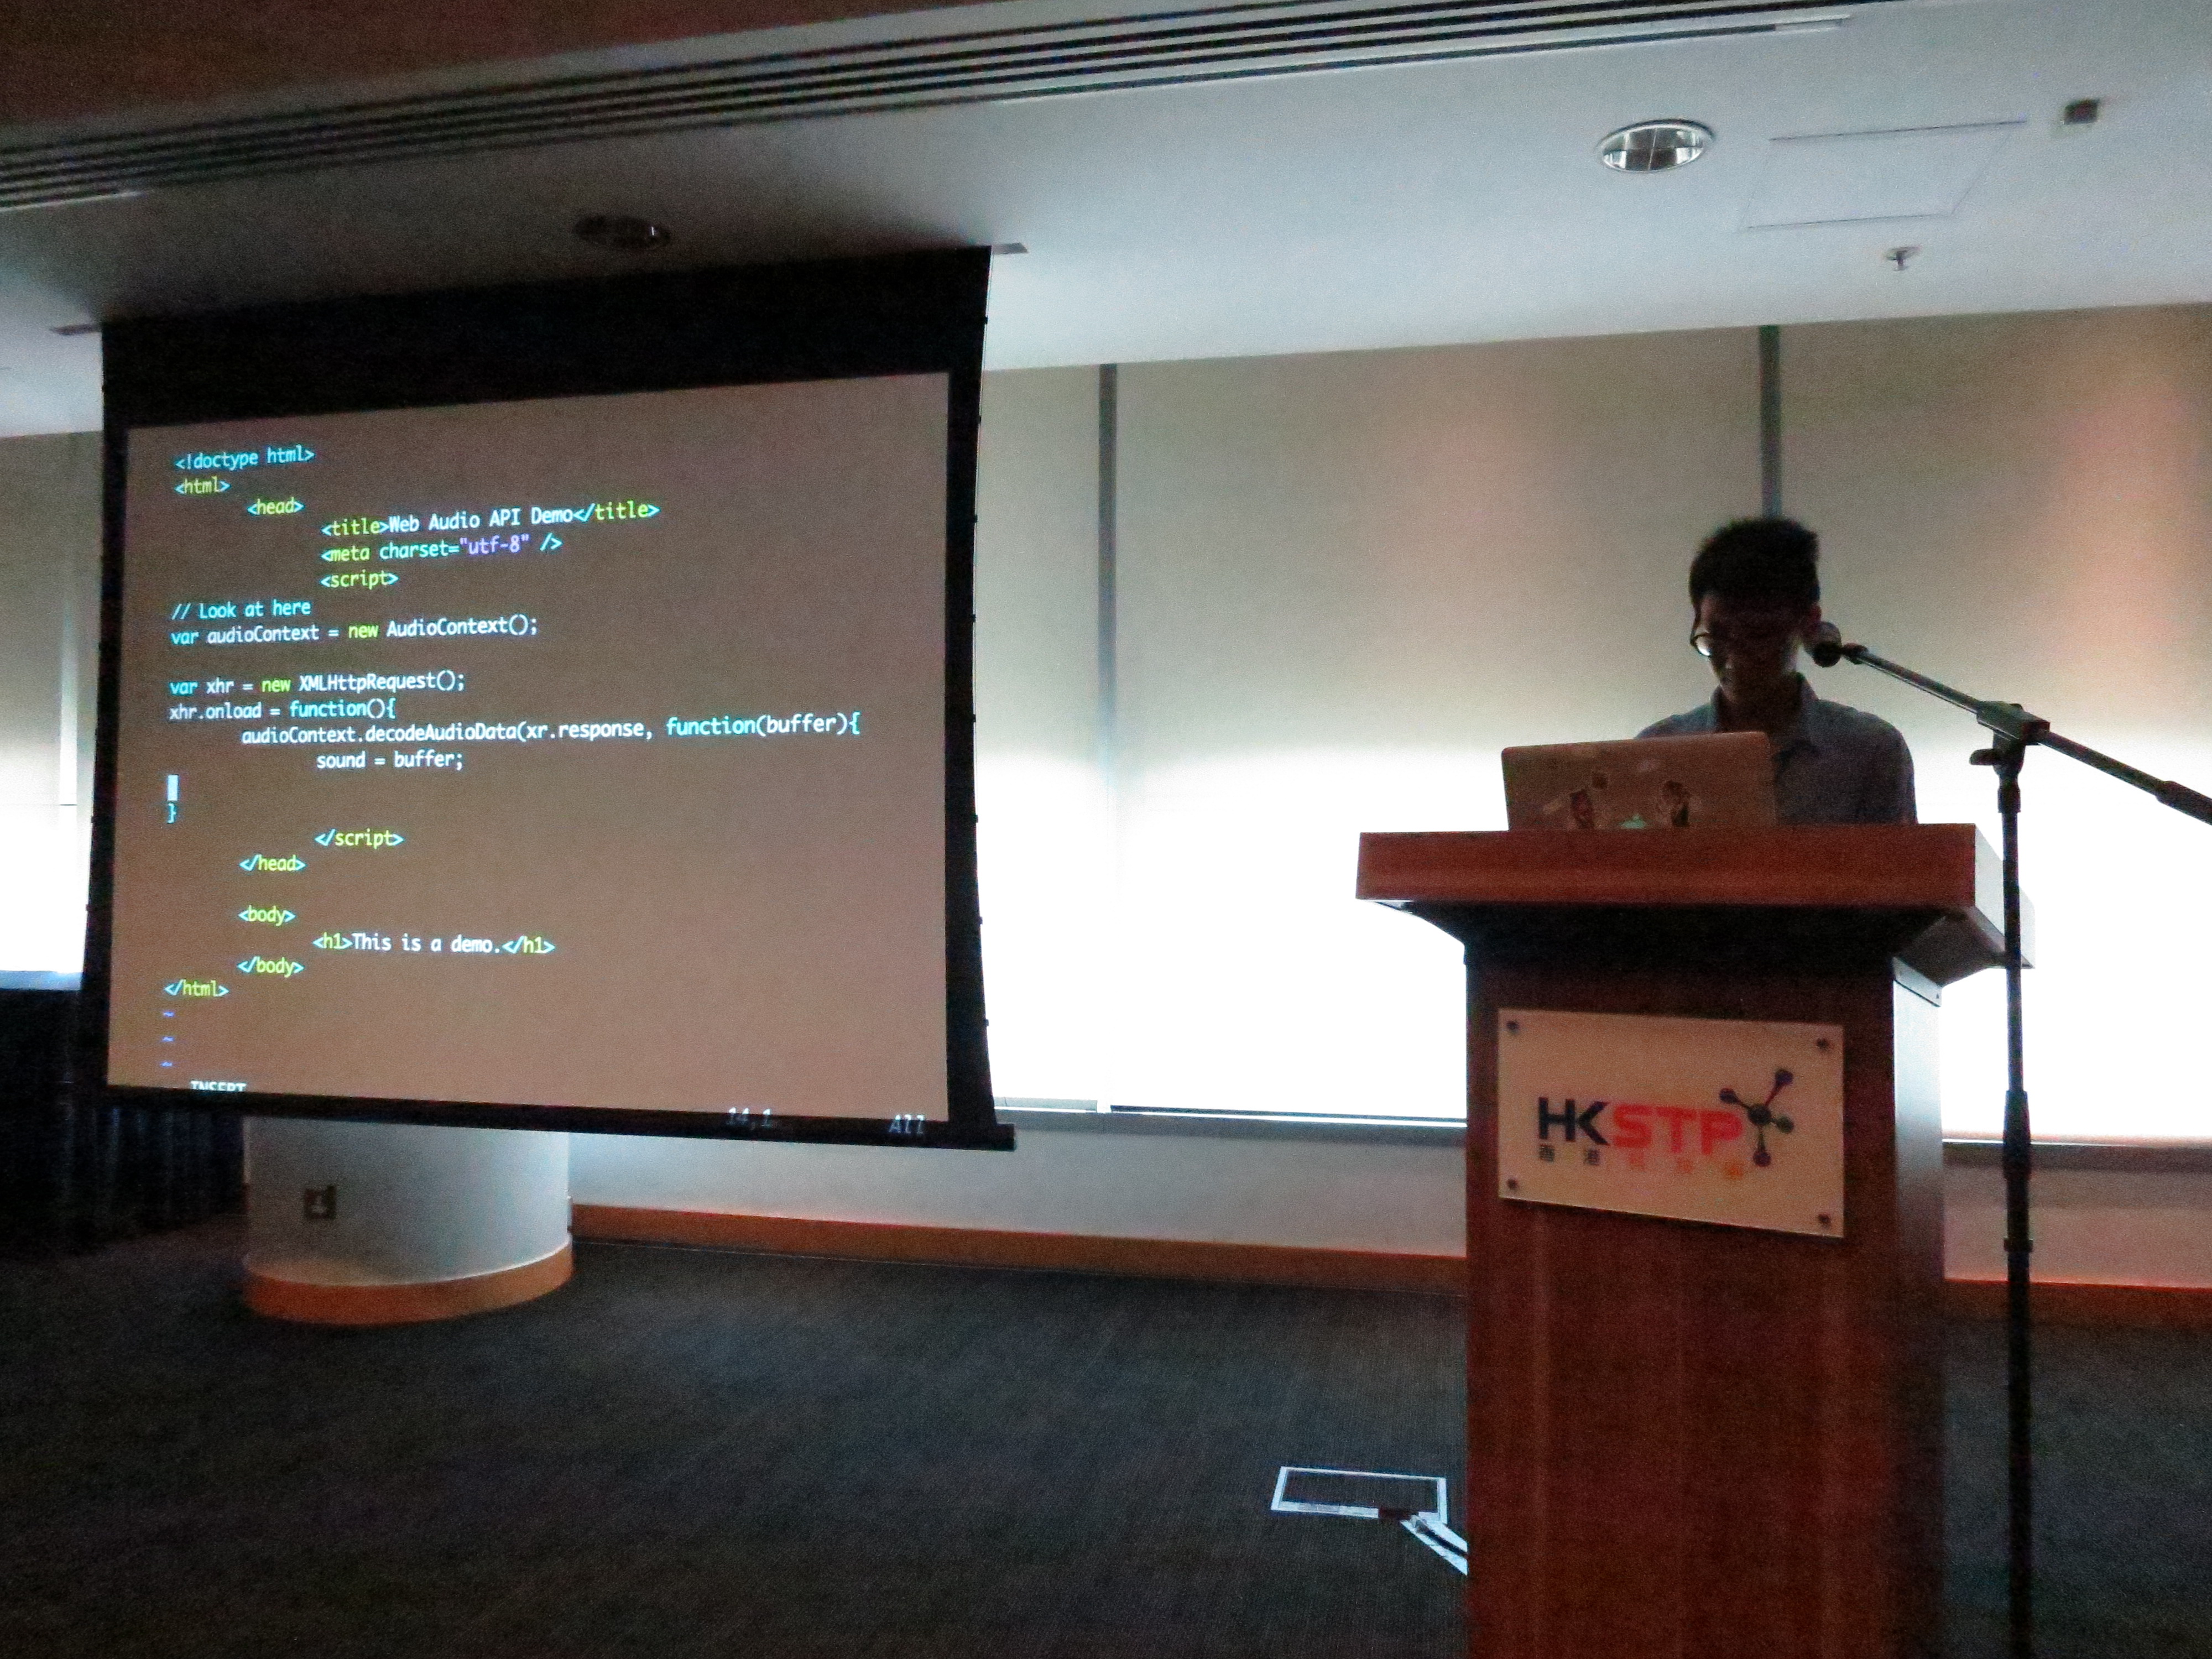 <!doctype html>
<html>
<head>
<title>Web Audio API Demo</title>
<meta charset="utf-8" />
<script>
// Look at here
var audioContext = new AudioContext();
var xhr = new XMLHttpRequest();
xhr.onload = function(){
audioContext.decodeAudioData(xr.response, function(buffer){
sound = buffer;
}
</script>
</head>
<body>
<h1>This is a demo.</h1>
</body>
</html>
~
~
~
INSERT
14,1
All
HKSTP
香港